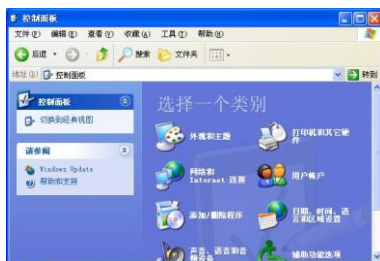 控制面板
文件(F) 编辑(E) 查看(V) 收藏(A) 工具(T) 帮助(H)
后退 搜索 文件夹
地址(D) 控制面板 转到
控制面板
切换到经典视图
请参阅
Windows Update
帮助和支持
选择一个类别
外观和主题
打印机和其它硬件
网络和
Internet 连接
用户帐户
添加/删除程序
日期、时间、语
言和区域设置
声音、语音和音
频设备
辅助功能选项